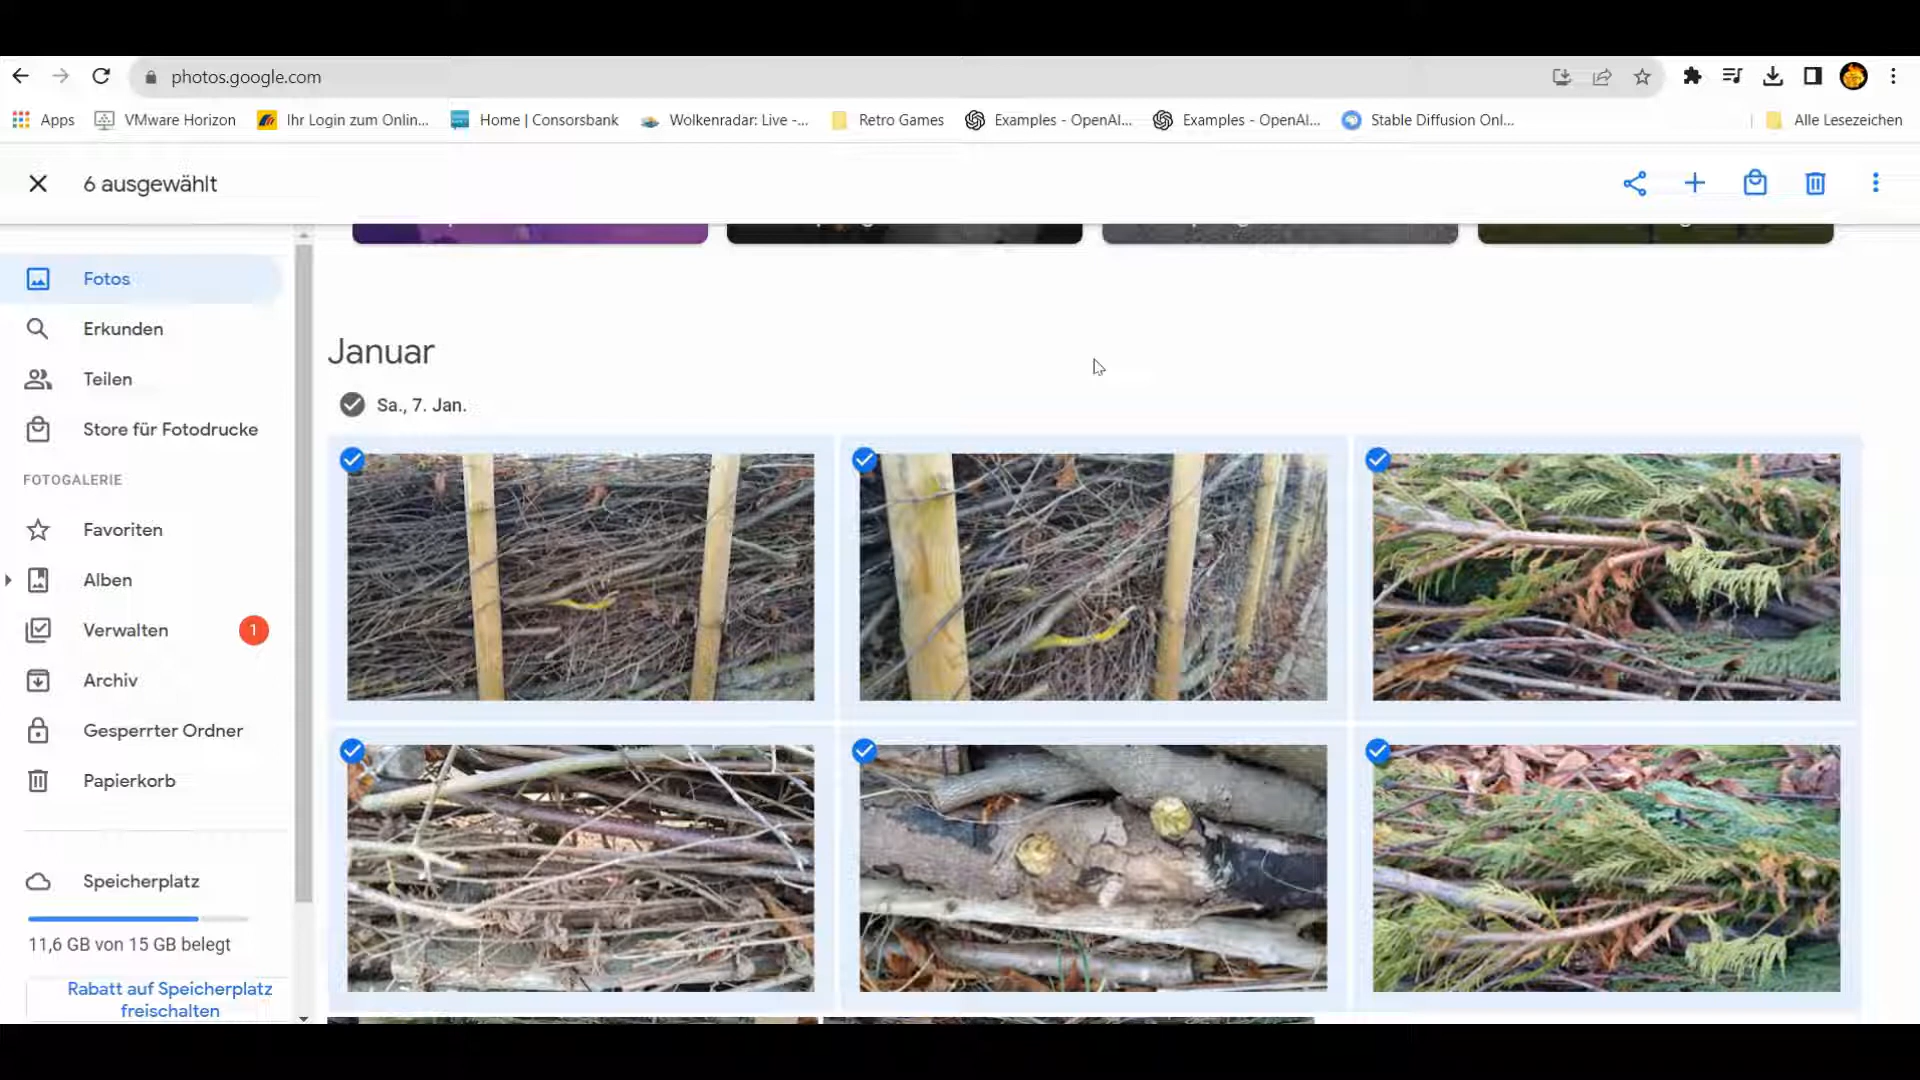 photos.google.com
Apps
VMware Horizon
Ihr Login zum Onlin...
Home | Consorsbank
Wolkenradar: Live -...
Retro Games
Examples - OpenAI...
Examples - OpenAI...
Stable Diffusion Onl...
Alle Lesezeichen
6 ausgewählt
Fotos
Erkunden
Teilen
Store für Fotodrucke
FOTOGALERIE
Favoriten
Alben
Verwalten
1
Archiv
Gesperrter Ordner
Papierkorb
Speicherplatz
11,6 GB von 15 GB belegt
Rabatt auf Speicherplatz
freischalten
Januar
Sa., 7. Jan.